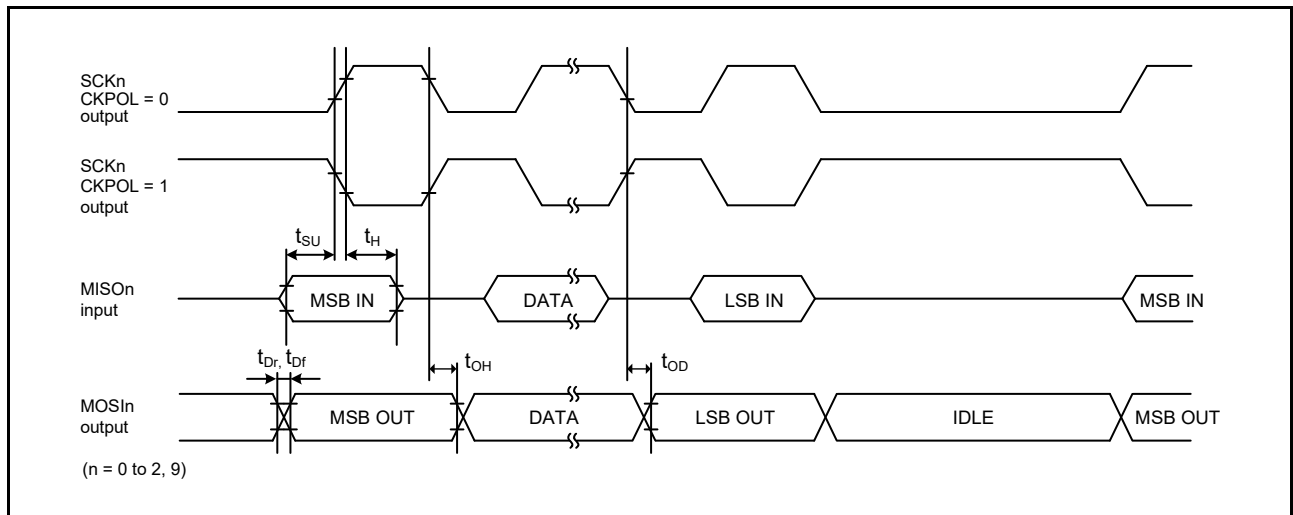 SCKn
CKPOL = 0
output
SCKn
CKPOL = 1
output
tSU
tH
MISOn
input
MSB IN
DATA
LSB IN
MSB IN
tDr, tDf
tOH
tOD
MOSIn
output
MSB OUT
DATA
LSB OUT
IDLE
MSB OUT
(n = 0 to 2, 9)